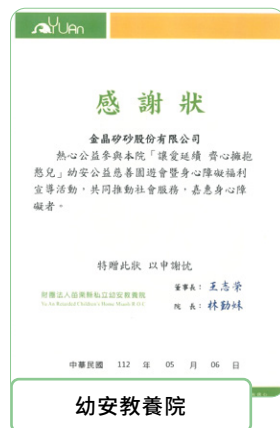 YUAn
感謝狀
金晶矽砂股份有限公司
熱心公益參與本院「讓愛延續 齊心擁抱
憨兒」幼安公益慈善園遊會暨身心障礙福利
宣導活動，共同推動社會服務，嘉惠身心障
礙者。
特贈此狀 以申謝忱
董事長：王志榮
財團法人苗栗縣私立幼安教養院
院長：林勤妹
中華民國 112 年 05 月 06 日
幼安教養院